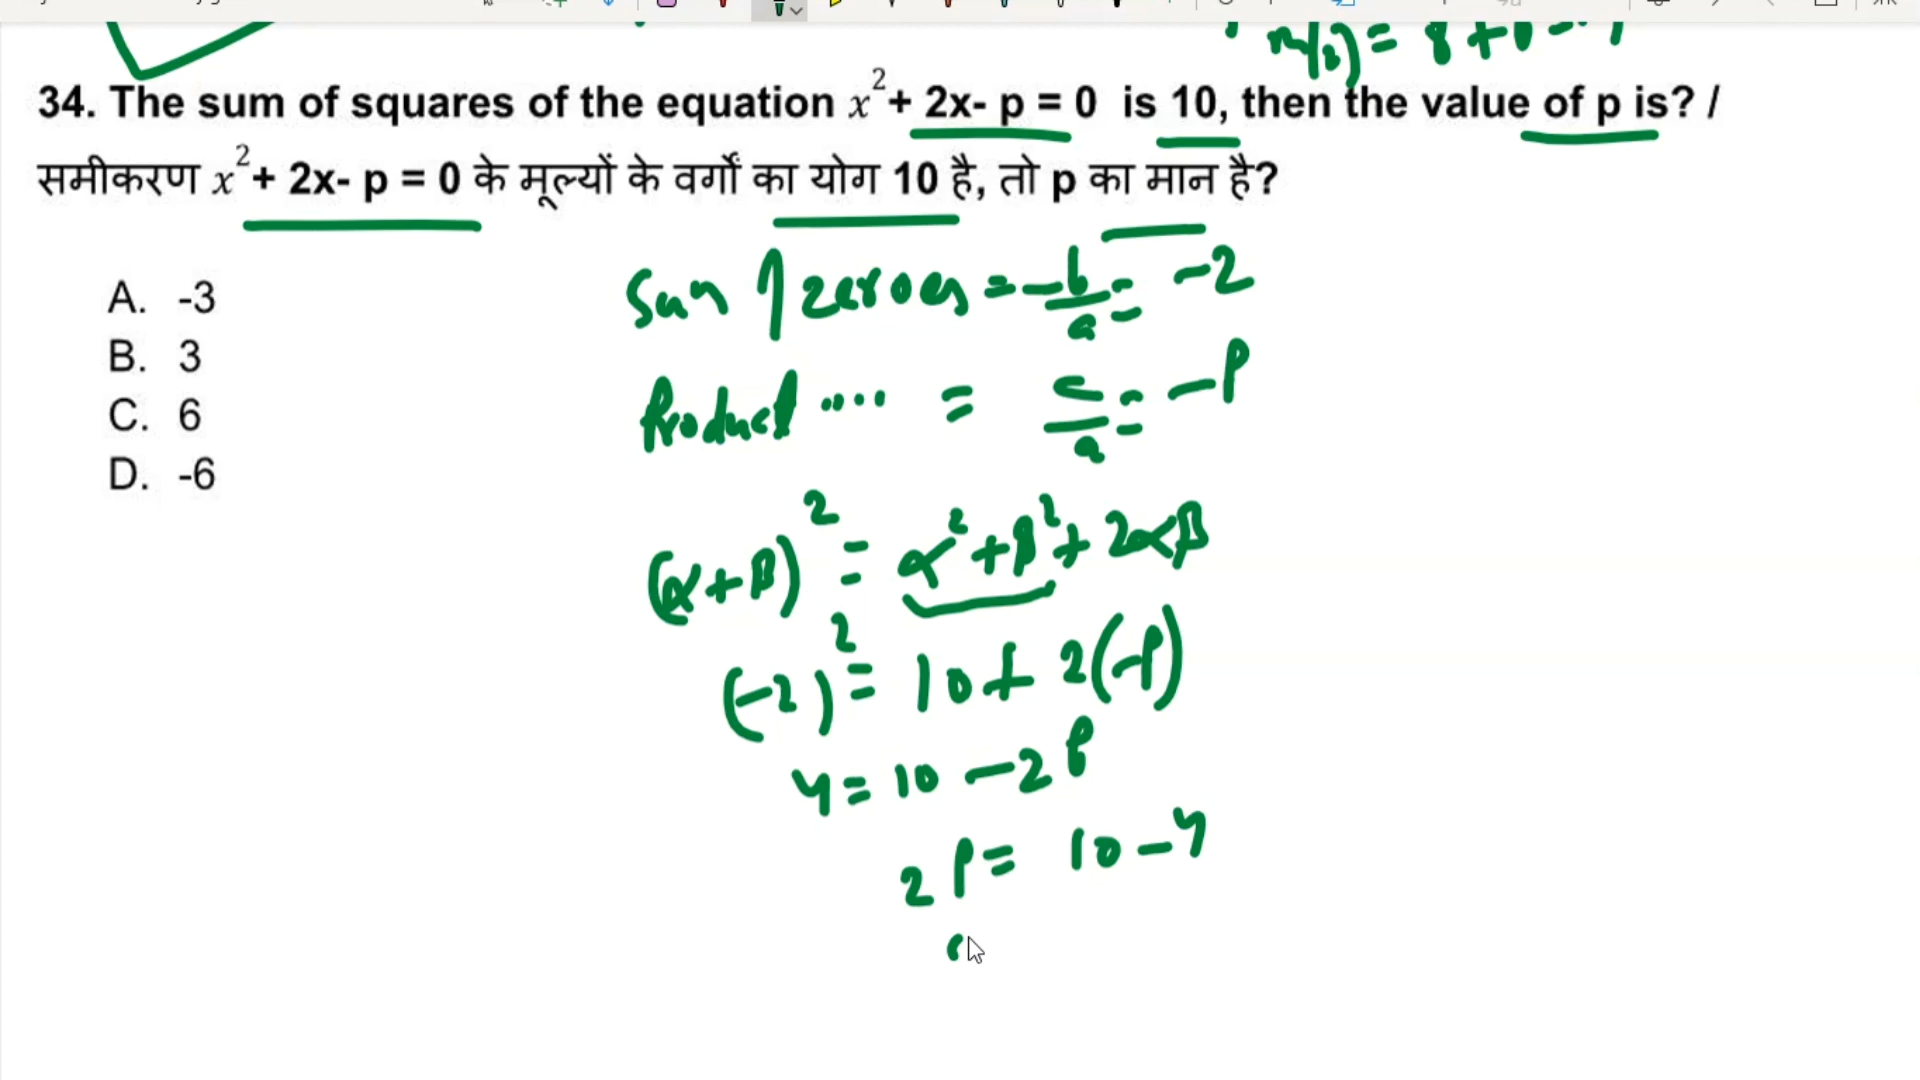 34. The sum of squares of the equation x²+ 2x- p = 0 is 10, then the value of p is? /
समीकरण x²+ 2x- p = 0 के मूल्यों के वर्गों का योग 10 है, तो p का मान है?
A. -3
B. 3
C. 6
D. -6
Sum of zeroes = -b/a = -2
Product .... = c/a = -P
(α+β)² = α²+β²+ 2αβ
(-2)² = 10+ 2(-P)
4 = 10 -2P
2P = 10-4